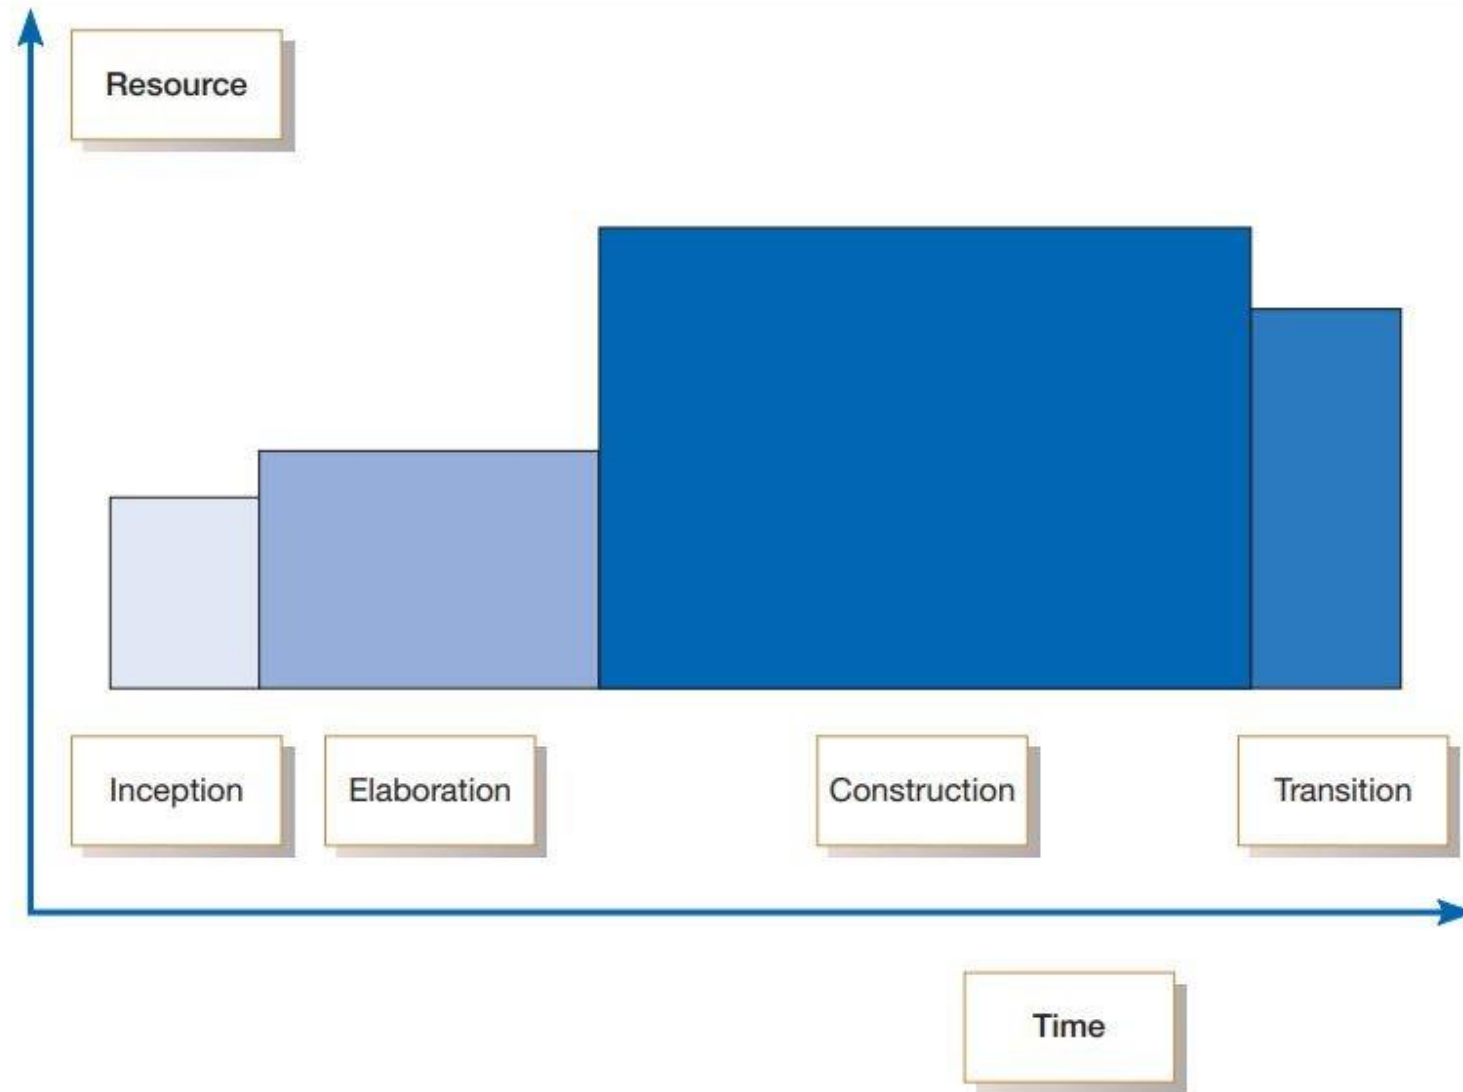 Resource
Inception
Elaboration
Construction
Transition
Time